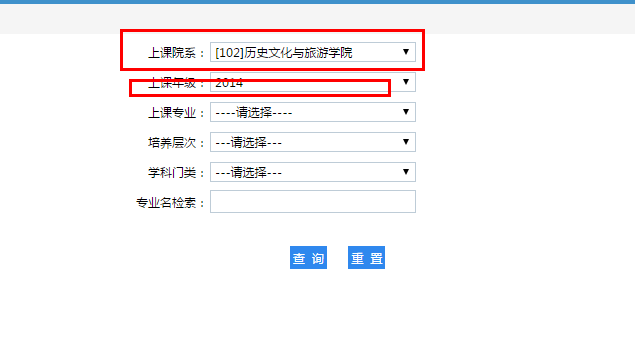 上课院系： [102]历史文化与旅游学院
上课年级： 2014
上课专业： ----请选择----
培养层次： ---请选择---
学科门类： ---请选择---
专业名检索：
查 询 重 置